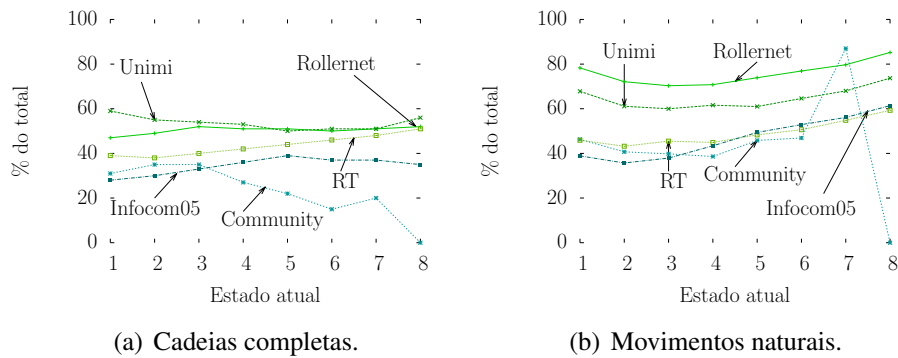 100
80
60
40
20
0
% do total
1 2 3 4 5 6 7 8
Estado atual
Unimi
Rollernet
RT
Infocom05
Community
(a) Cadeias completas.
100
80
60
40
20
0
% do total
1 2 3 4 5 6 7 8
Estado atual
Unimi
Rollernet
RT
Community
Infocom05
(b) Movimentos naturais.